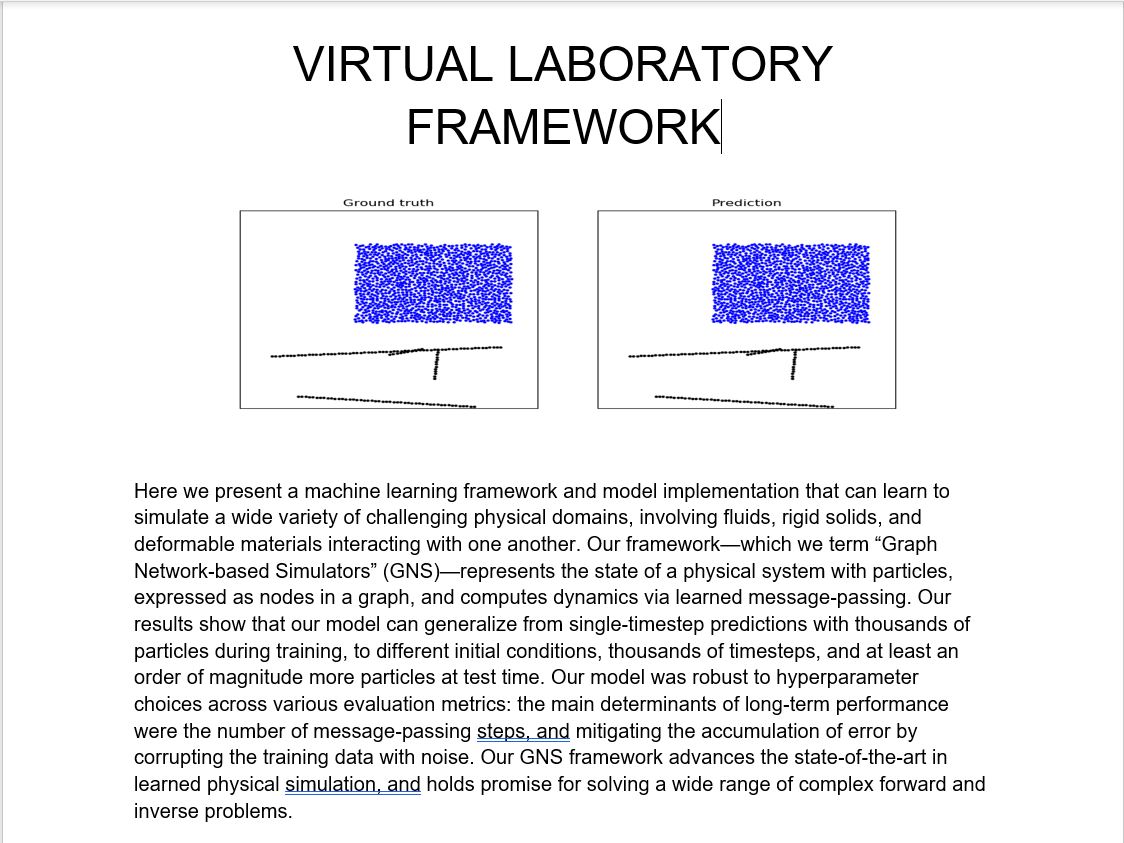 VIRTUAL LABORATORY
FRAMEWORK
Ground truth
Prediction
Here we present a machine learning framework and model implementation that can learn to
simulate a wide variety of challenging physical domains, involving fluids, rigid solids, and
deformable materials interacting with one another. Our framework—which we term “Graph
Network-based Simulators” (GNS)—represents the state of a physical system with particles,
expressed as nodes in a graph, and computes dynamics via learned message-passing. Our
results show that our model can generalize from single-timestep predictions with thousands of
particles during training, to different initial conditions, thousands of timesteps, and at least an
order of magnitude more particles at test time. Our model was robust to hyperparameter
choices across various evaluation metrics: the main determinants of long-term performance
were the number of message-passing steps, and mitigating the accumulation of error by
corrupting the training data with noise. Our GNS framework advances the state-of-the-art in
learned physical simulation, and holds promise for solving a wide range of complex forward and
inverse problems.